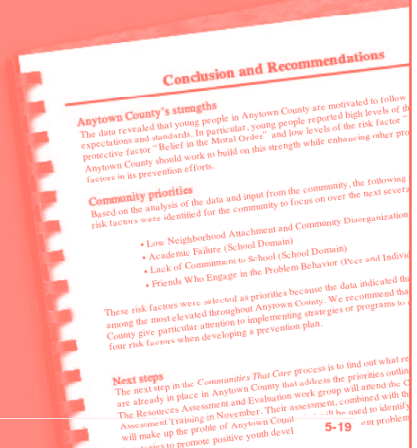 Conclusion and Recommendations
Anytown County's strengths
The data revealed that young people in Anytown County are motivated to follow
expectations and standards. In particular, young people reported high levels of
protective factor "Belief in the Moral Order" and low levels of the risk factor "
Anytown County should work to build on this strength while enhancing other
factors in its prevention efforts.
Community priorities
Based on the analysis of the data and input from the community, the following
risk factors were identified for the community to focus on over the next
• Low Neighborhood Attachment and Community Disorganization
• Academic Failure (School Domain)
• Lack of Commitment to School (School Domain)
• Friends Who Engage in the Problem Behavior (Peer and
These risk factors were selected as priorities because the data indicated
among the most elevated throughout Anytown County. We recommend
County give particular attention to implementing strategies or programs to
four risk factors when developing a prevention plan.
Next steps
The next step in the Communities That Care process is to find out what
are already in place in Anytown County that address the priorities
The Resources Assessment and Evaluation work group will attend the
Assessment Training in November. Their assessment, combined with
will make up the profile of Anytown be used to identify
to promote positive youth problem
5-19